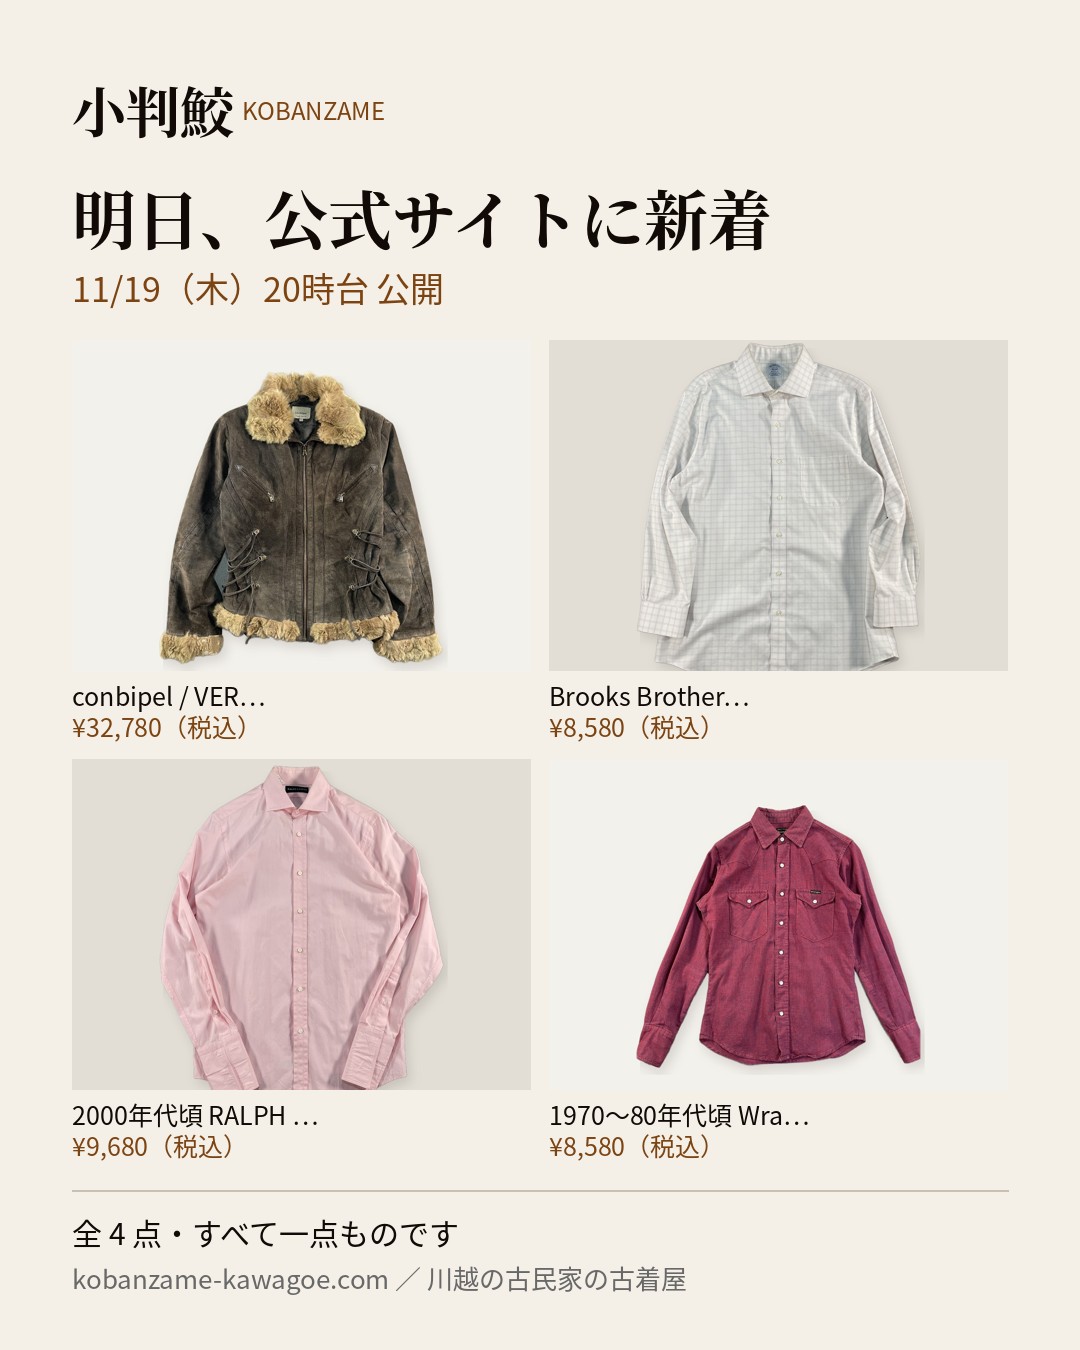 小判鮫 KOBANZAME
明日、公式サイトに新着
11/19（木）20時台 公開
conbipel / VER…
¥32,780（税込）
Brooks Brother…
¥8,580（税込）
2000年代頃 RALPH …
¥9,680（税込）
1970〜80年代頃 Wra…
¥8,580（税込）
全 4 点・すべて一点ものです
kobanzame-kawagoe.com ／ 川越の古民家の古着屋